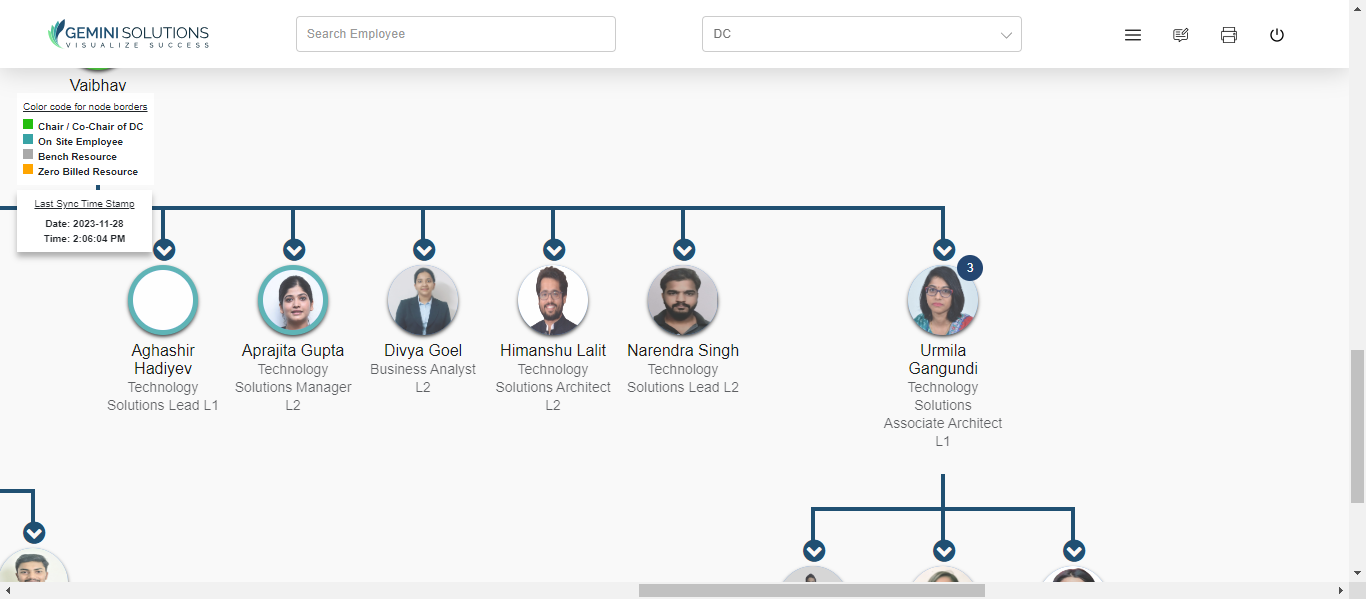 GEMINI SOLUTIONS
VISUALIZE SUCCESS
Search Employee
DC
Vaibhav
Color code for node borders
Chair / Co-Chair of DC
On Site Employee
Bench Resource
Zero Billed Resource
Last Sync Time Stamp
Date: 2023-11-28
Time: 2:06:04 PM
Aghashir
Hadiyev
Technology
Solutions Lead L1
Aprajita Gupta
Technology
Solutions Manager
L2
Divya Goel
Business Analyst
L2
Himanshu Lalit
Technology
Solutions Architect
L2
Narendra Singh
Technology
Solutions Lead L2
3
Urmila
Gangundi
Technology
Solutions
Associate Architect
L1